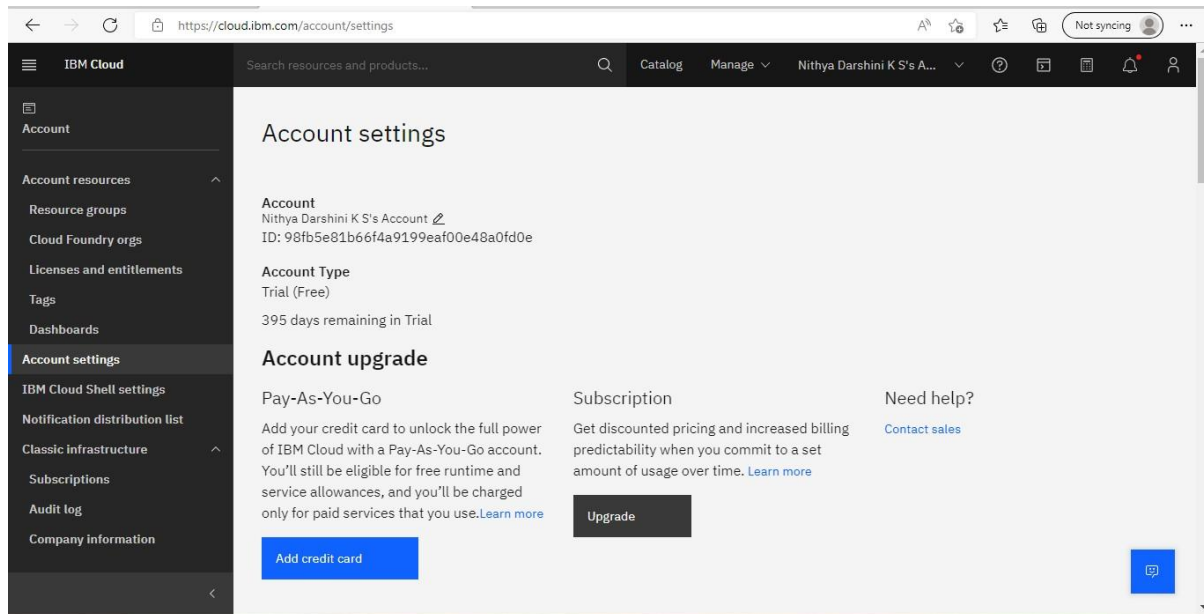 https://cloud.ibm.com/account/settings
Not syncing
IBM Cloud
Search resources and products...
Catalog
Manage
Nithya Darshini K S's A...
Account
Account resources
Resource groups
Cloud Foundry orgs
Licenses and entitlements
Tags
Dashboards
Account settings
IBM Cloud Shell settings
Notification distribution list
Classic infrastructure
Subscriptions
Audit log
Company information
Account settings
Account
Nithya Darshini K S's Account
ID: 98fb5e81b66f4a9199eaf00e48a0fd0e
Account Type
Trial (Free)
395 days remaining in Trial
Account upgrade
Pay-As-You-Go
Add your credit card to unlock the full power
of IBM Cloud with a Pay-As-You-Go account.
You'll still be eligible for free runtime and
service allowances, and you'll be charged
only for paid services that you use.Learn more
Add credit card
Subscription
Get discounted pricing and increased billing
predictability when you commit to a set
amount of usage over time. Learn more
Upgrade
Need help?
Contact sales